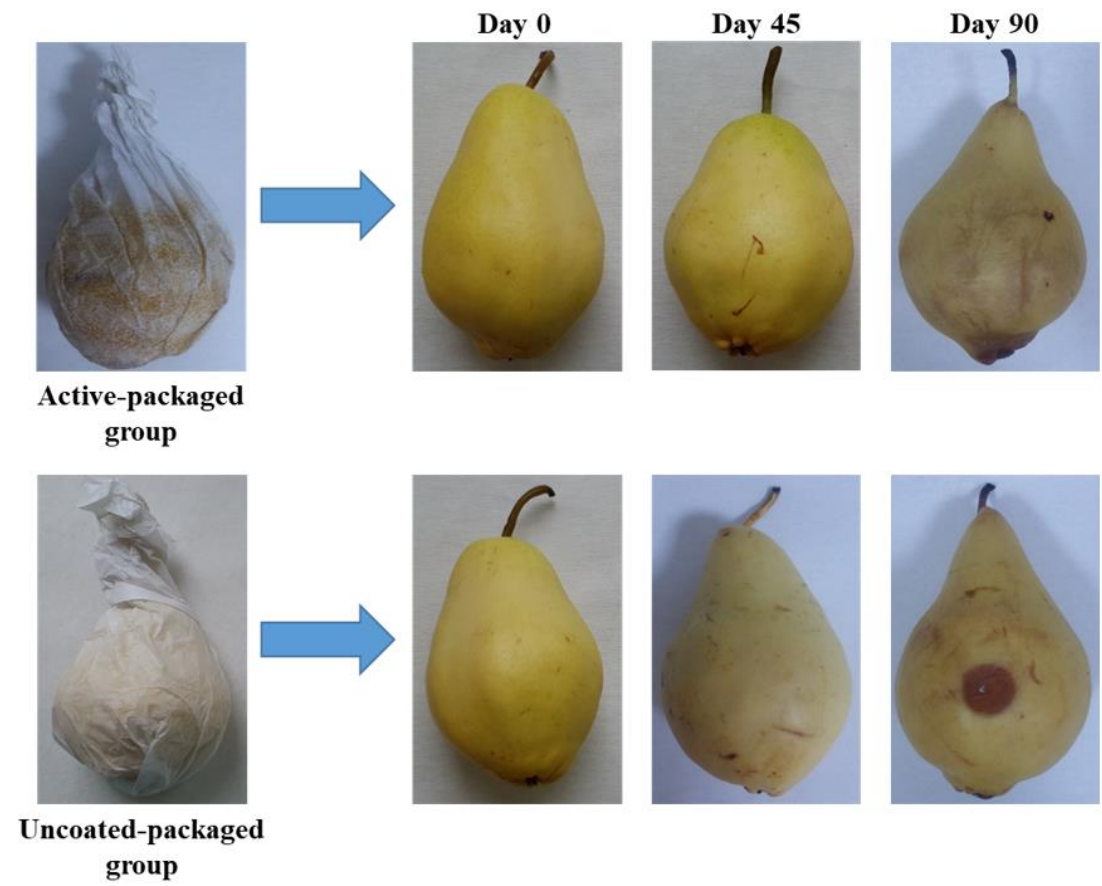 Day 0
Day 45
Day 90
Active-packaged
group
Uncoated-packaged
group